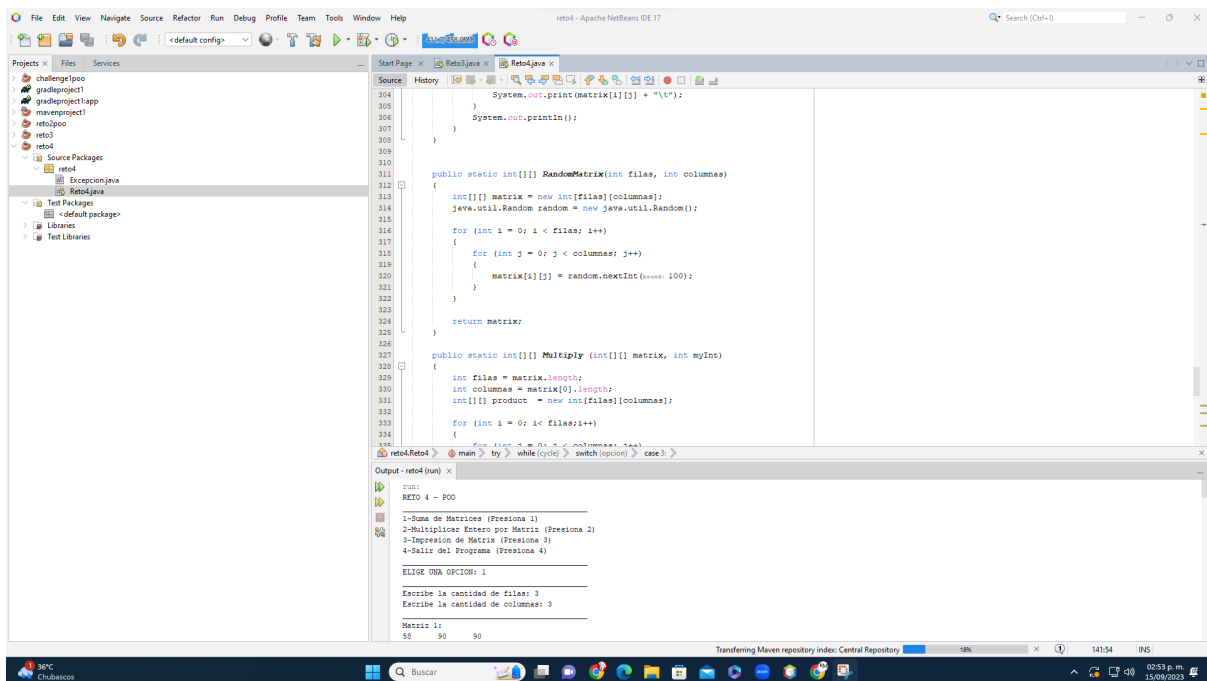 File Edit View Navigate Source Refactor Run Debug Profile Team Tools Window Help
reto4 - Apache NetBeans IDE 17
Search (Ctrl+I)
<default config>
Projects Files Services
challenge1poo
gradleproject1
gradleproject1:app
mavenproject1
reto2poo
reto3
reto4
Source Packages
reto4
Excepcion.java
Reto4.java
Test Packages
<default package>
Libraries
Test Libraries
Start Page Reto3.java Reto4.java
Source History
304 System.out.print(matrix[i][j] + "\t");
305 }
306 System.out.println();
307 }
308 }
309
310
311 public static int[][] RandomMatrix(int filas, int columnas)
312 {
313 int[][] matrix = new int[filas][columnas];
314 java.util.Random random = new java.util.Random();
315
316 for (int i = 0; i < filas; i++)
317 {
318 for (int j = 0; j < columnas; j++)
319 {
320 matrix[i][j] = random.nextInt(bound: 100);
321 }
322 }
323
324 return matrix;
325 }
326
327 public static int[][] Multiply (int[][] matrix, int myInt)
328 {
329 int filas = matrix.length;
330 int columnas = matrix[0].length;
331 int[][] product = new int[filas][columnas];
332
333 for (int i = 0; i< filas;i++)
334 {
335 for (int j = 0; j < columnas; j++)
reto4.Reto4 main try while (cycle) switch (opcion) case 3:
Output - reto4 (run)
run:
RETO 4 - POO
1-Suma de Matrices (Presiona 1)
2-Multiplicar Entero por Matriz (Presiona 2)
3-Impresion de Matrix (Presiona 3)
4-Salir del Programa (Presiona 4)
ELIGE UNA OPCION: 1
Escribe la cantidad de filas: 3
Escribe la cantidad de columnas: 3
Matriz 1:
58 90 90
Transferring Maven repository index: Central Repository 18% 141:54 INS
36°C
Chubascos
Buscar
02:53 p. m.
15/09/2023